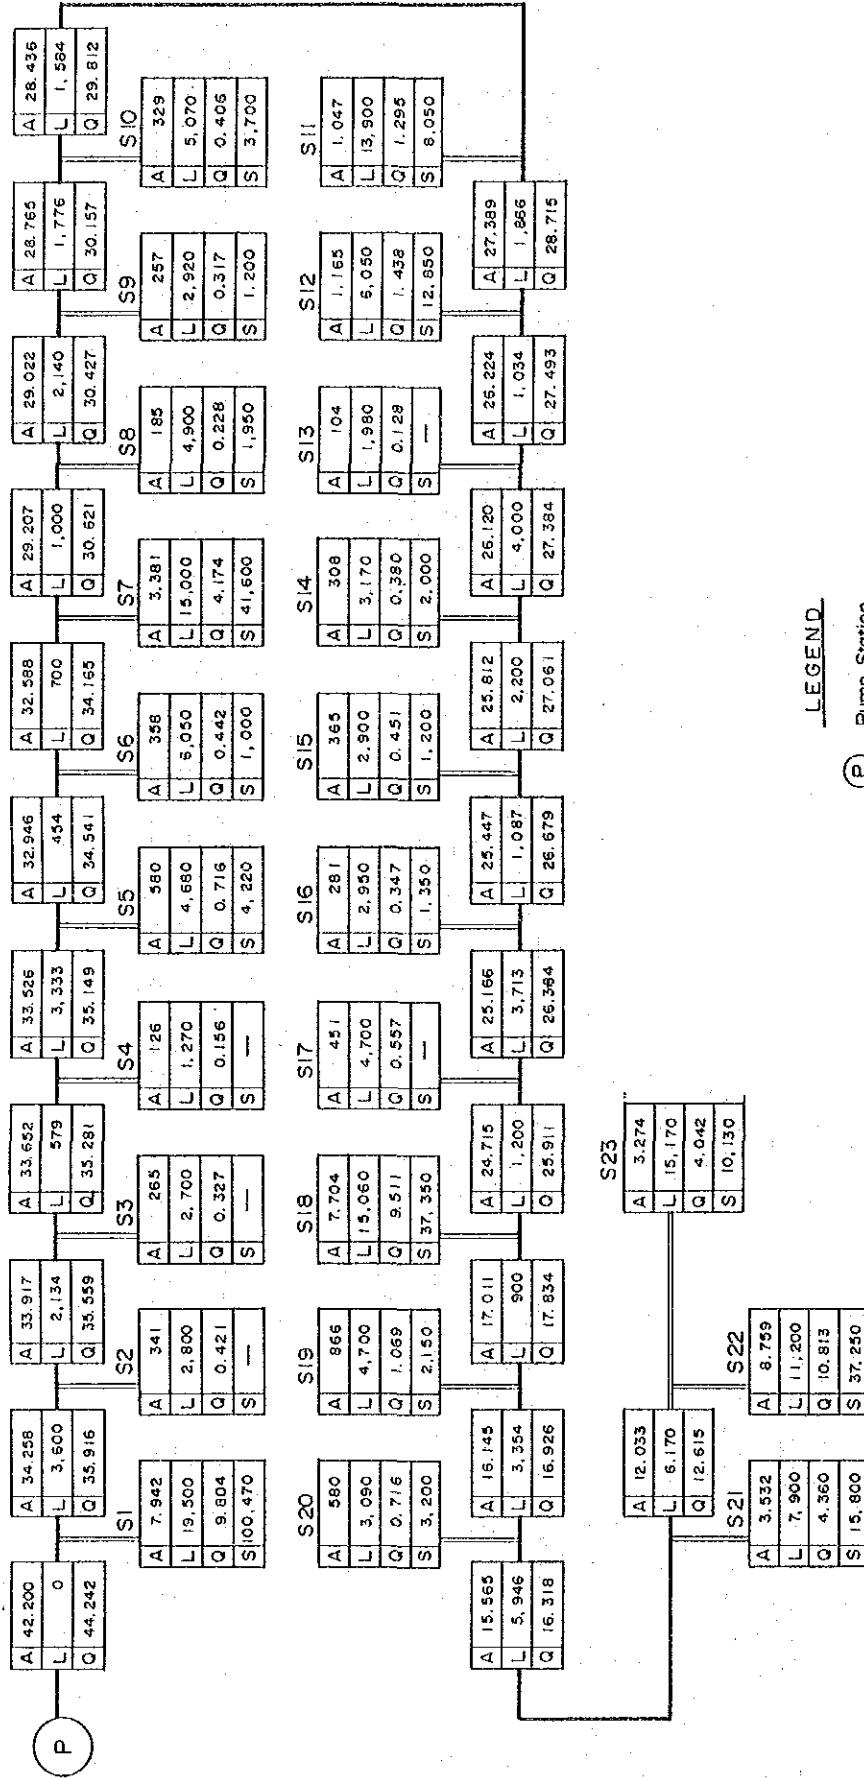 P
A 42.200
L 0
Q 44.242
A 34.258
L 3,600
Q 35.916
A 33.917
L 2,134
Q 35.559
A 33.652
L 579
Q 35.281
A 33.526
L 3,333
Q 35.149
A 32.946
L 454
Q 34.541
A 32.588
L 700
Q 34.165
A 29.207
L 1,000
Q 30.621
A 29.022
L 2,140
Q 30.427
A 28.765
L 1,776
Q 30.157
A 28.436
L 1,584
Q 29.812
S1
A 7.942
L 19,500
Q 9.804
S 100,470
S2
A 341
L 2,800
Q 0.421
S —
S3
A 265
L 2,700
Q 0.327
S —
S4
A 126
L 1,270
Q 0.156
S —
S5
A 580
L 4,680
Q 0.716
S 4,220
S6
A 358
L 6,050
Q 0.442
S 1,000
S7
A 3.381
L 15,000
Q 4.174
S 41,600
S8
A 185
L 4,900
Q 0.228
S 1,950
S9
A 257
L 2,920
Q 0.317
S 1,200
S10
A 329
L 5,070
Q 0.406
S 3,700
S20
A 580
L 3,090
Q 0.716
S 3,200
S19
A 866
L 4,700
Q 1.069
S 2,150
S18
A 7.704
L 15,060
Q 9.511
S 37,350
S17
A 451
L 4,700
Q 0.557
S —
S16
A 281
L 2,950
Q 0.347
S 1,350
S15
A 365
L 2,900
Q 0.451
S 1,200
S14
A 308
L 3,170
Q 0.380
S 2,000
S13
A 104
L 1,980
Q 0.128
S —
S12
A 1.165
L 6,050
Q 1.438
S 12,850
S11
A 1.047
L 13,900
Q 1.295
S 8,050
A 15.565
L 5,946
Q 16.318
A 16.145
L 3,354
Q 16.926
A 17.011
L 900
Q 17.834
A 24.715
L 1,200
Q 25.911
A 25.166
L 3,713
Q 26.384
A 25.447
L 1,087
Q 26.679
A 25.812
L 2,200
Q 27.061
A 26.120
L 4,000
Q 27.384
A 26.224
L 1,034
Q 27.493
A 27.389
L 1,866
Q 28.715
A 12.033
L 6,170
Q 12.615
S23
A 3.274
L 15,170
Q 4.042
S 10,130
S21
A 3.532
L 7,900
Q 4.360
S 15,800
S22
A 8.759
L 11,200
Q 10.813
S 37,250
LEGEND
P Pump Station